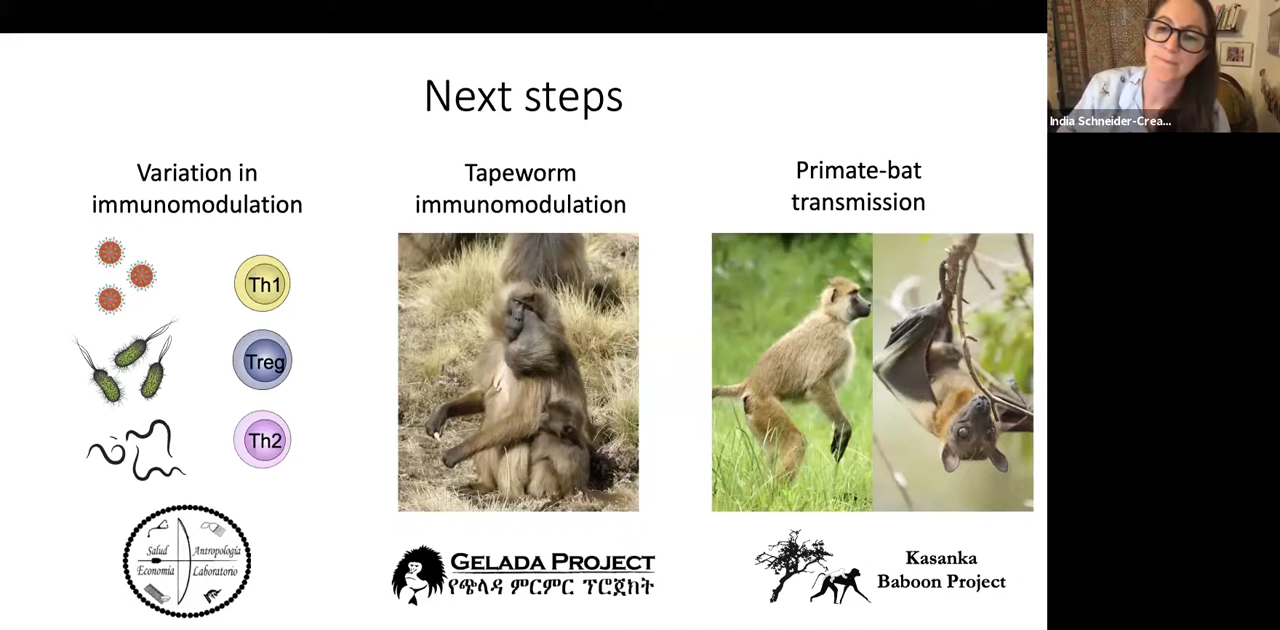 Next steps
Variation in
immunomodulation
Th1
Treg
Th2
Salud
Antropología
Economía
Laboratorio
Tapeworm
immunomodulation
GELADA PROJECT
የጭላዳ ምርምር ፕሮጀክት
Primate-bat
transmission
Kasanka
Baboon Project
India Schneider-Crea...